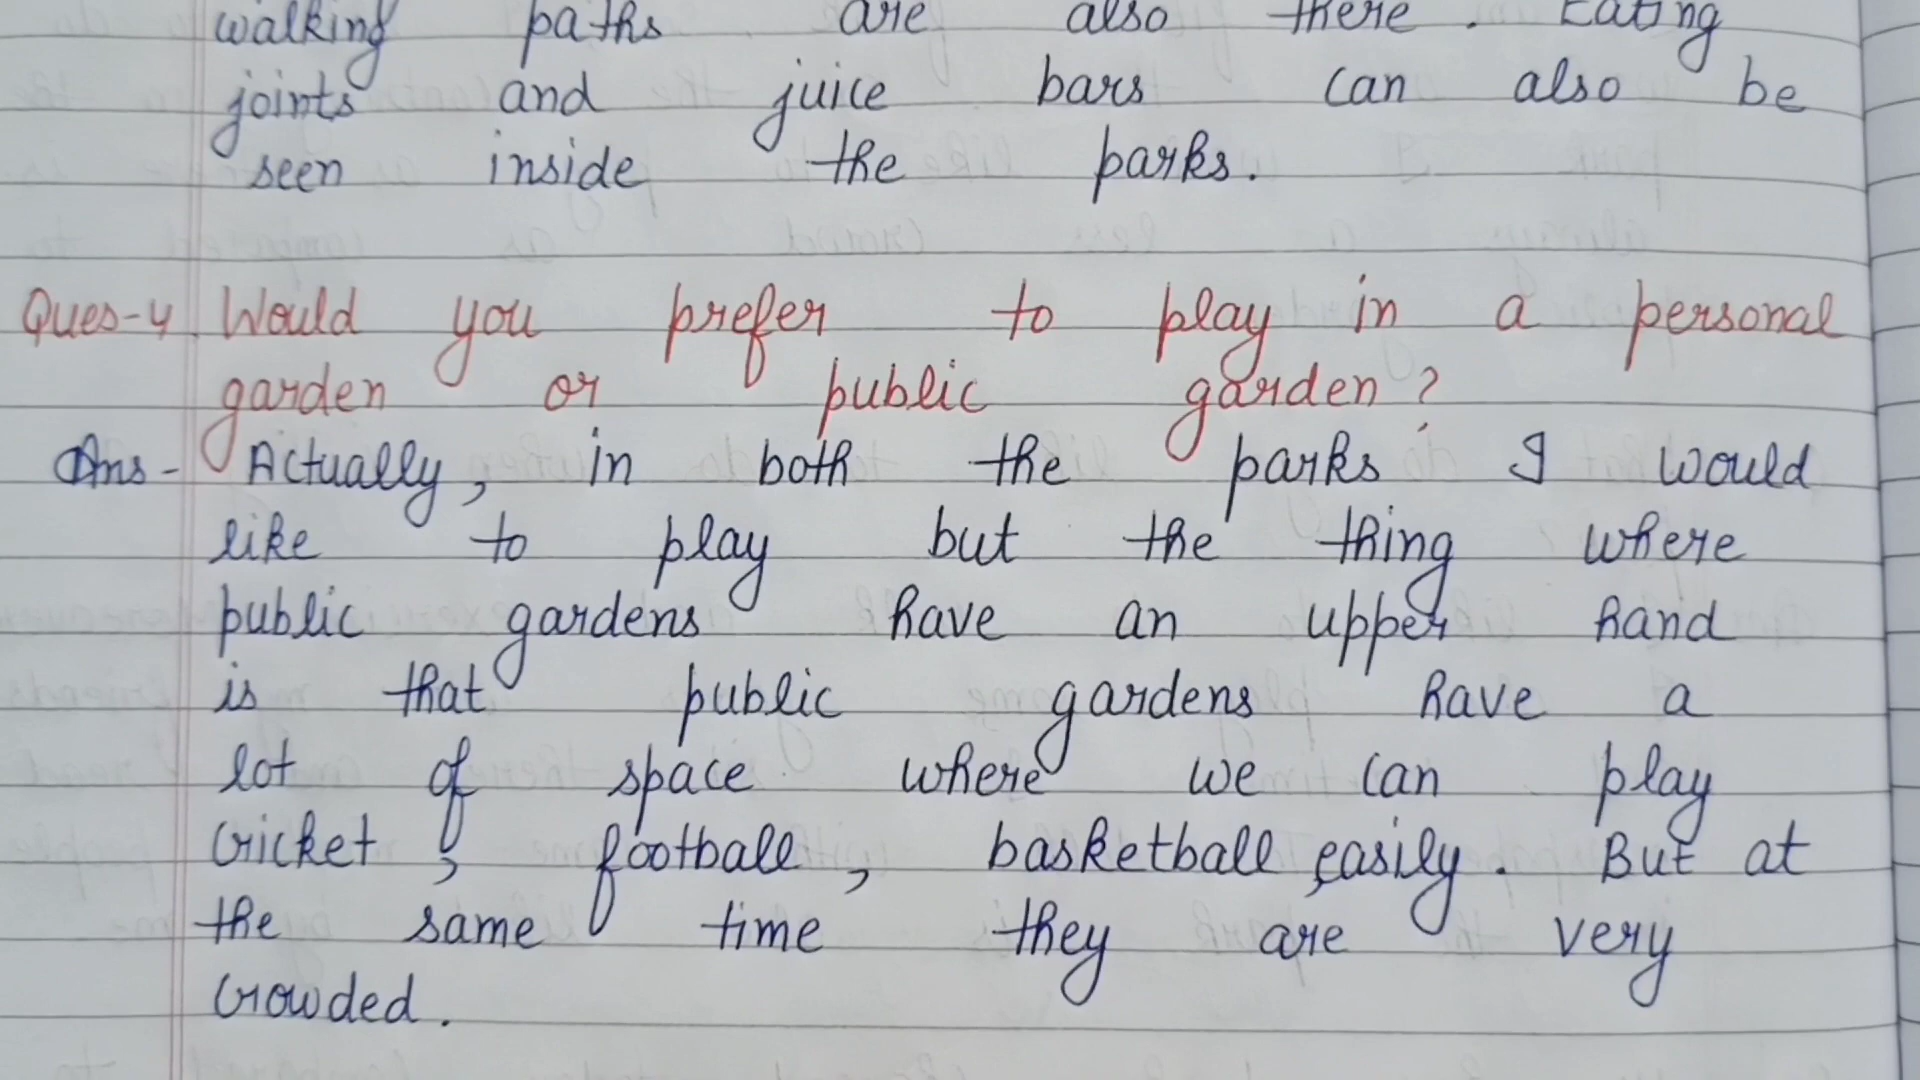 walking paths are also there. Eating
joints and juice bars can also be
seen inside the parks.
Ques-4. Would you prefer to play in a personal
garden or public garden?
Ans- Actually, in both the parks I would
like to play but the thing where
public gardens have an upper hand
is that public gardens have a
lot of space where we can play
cricket, football, basketball easily. But at
the same time they are very
crowded.